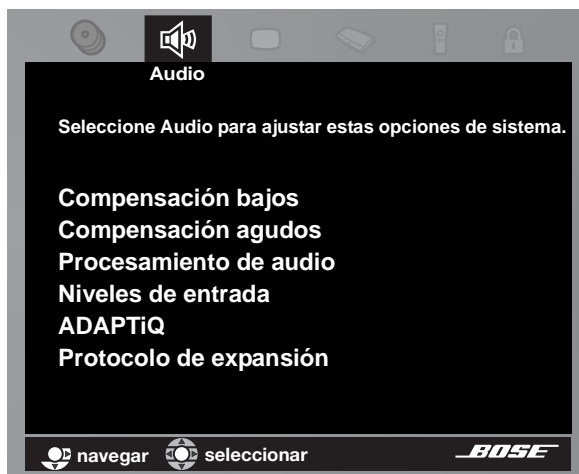 Audio
Seleccione Audio para ajustar estas opciones de sistema.
Compensación bajos
Compensación agudos
Procesamiento de audio
Niveles de entrada
ADAPTiQ
Protocolo de expansión
navegar seleccionar BOSE